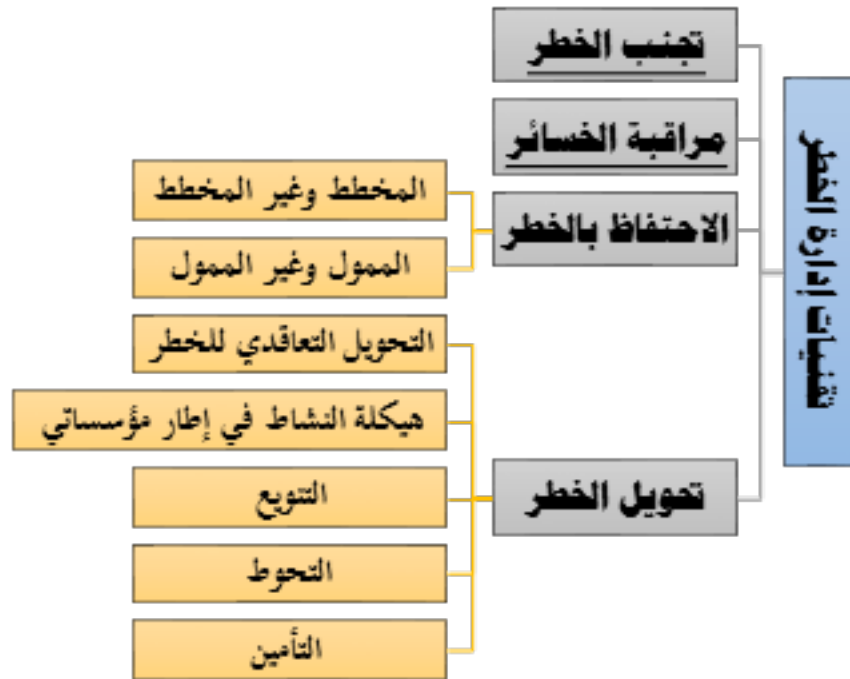 تقنيات إدارة الخطر
تجنب الخطر
مراقبة الخسائر
الاحتفاظ بالخطر
المخطط وغير المخطط
الممول وغير الممول
تحويل الخطر
التحويل التعاقدي للخطر
هيكلة النشاط في إطار مؤسساتي
التنويع
التحوط
التأمين